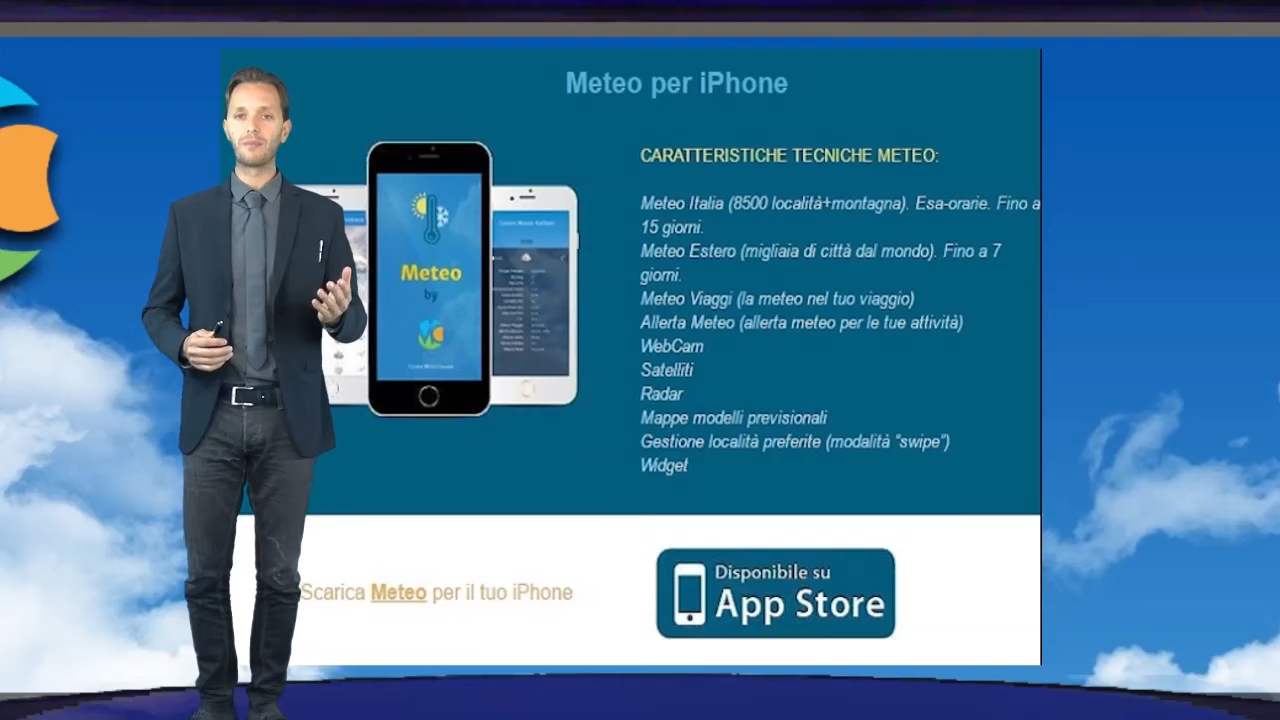 Meteo per iPhone
CARATTERISTICHE TECNICHE METEO:
Meteo Italia (8500 località+montagna). Esa-orarie. Fino a
15 giorni.
Meteo Estero (migliaia di città dal mondo). Fino a 7
giorni.
Meteo Viaggi (la meteo nel tuo viaggio)
Allerta Meteo (allerta meteo per le tue attività)
WebCam
Satelliti
Radar
Mappe modelli previsionali
Gestione località preferite (modalità "swipe")
Widget
Meteo
by
Scarica Meteo per il tuo iPhone
Disponibile su
App Store